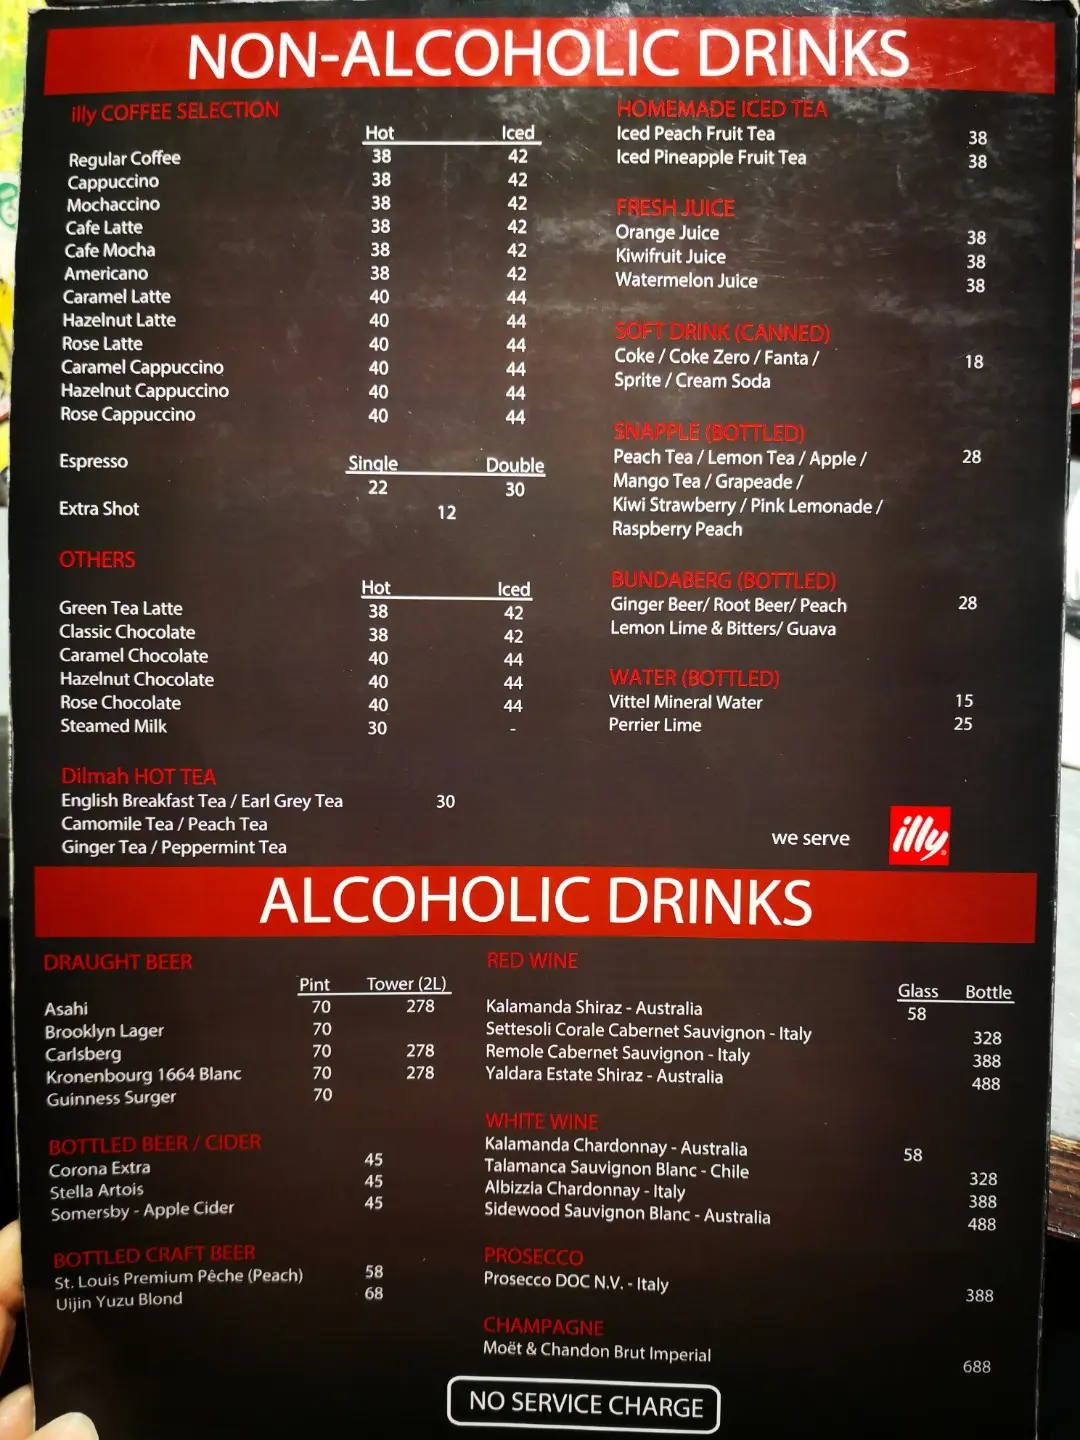 NON-ALCOHOLIC DRINKS
illy COFFEE SELECTION
Hot Iced
Regular Coffee 38 42
Cappuccino 38 42
Mochaccino 38 42
Cafe Latte 38 42
Cafe Mocha 38 42
Americano 38 42
Caramel Latte 40 44
Hazelnut Latte 40 44
Rose Latte 40 44
Caramel Cappuccino 40 44
Hazelnut Cappuccino 40 44
Rose Cappuccino 40 44
Espresso Single Double
22 30
Extra Shot 12
OTHERS
Hot Iced
Green Tea Latte 38 42
Classic Chocolate 38 42
Caramel Chocolate 40 44
Hazelnut Chocolate 40 44
Rose Chocolate 40 44
Steamed Milk 30 -
Dilmah HOT TEA
English Breakfast Tea / Earl Grey Tea 30
Camomile Tea / Peach Tea
Ginger Tea / Peppermint Tea
HOMEMADE ICED TEA
Iced Peach Fruit Tea 38
Iced Pineapple Fruit Tea 38
FRESH JUICE
Orange Juice 38
Kiwifruit Juice 38
Watermelon Juice 38
SOFT DRINK (CANNED)
Coke / Coke Zero / Fanta / 18
Sprite / Cream Soda
SNAPPLE (BOTTLED)
Peach Tea / Lemon Tea / Apple / 28
Mango Tea / Grapeade /
Kiwi Strawberry / Pink Lemonade /
Raspberry Peach
BUNDABERG (BOTTLED)
Ginger Beer/ Root Beer/ Peach 28
Lemon Lime & Bitters/ Guava
WATER (BOTTLED)
Vittel Mineral Water 15
Perrier Lime 25
we serve illy
ALCOHOLIC DRINKS
DRAUGHT BEER
Pint Tower (2L)
Asahi 70 278
Brooklyn Lager 70
Carlsberg 70 278
Kronenbourg 1664 Blanc 70 278
Guinness Surger 70
BOTTLED BEER / CIDER
Corona Extra 45
Stella Artois 45
Somersby - Apple Cider 45
BOTTLED CRAFT BEER
St. Louis Premium Pêche (Peach) 58
Uijin Yuzu Blond 68
RED WINE
Glass Bottle
Kalamanda Shiraz - Australia 58
Settesoli Corale Cabernet Sauvignon - Italy 328
Remole Cabernet Sauvignon - Italy 388
Yaldara Estate Shiraz - Australia 488
WHITE WINE
Kalamanda Chardonnay - Australia 58
Talamanca Sauvignon Blanc - Chile 328
Albizzia Chardonnay - Italy 388
Sidewood Sauvignon Blanc - Australia 488
PROSECCO
Prosecco DOC N.V. - Italy 388
CHAMPAGNE
Moët & Chandon Brut Imperial 688
NO SERVICE CHARGE